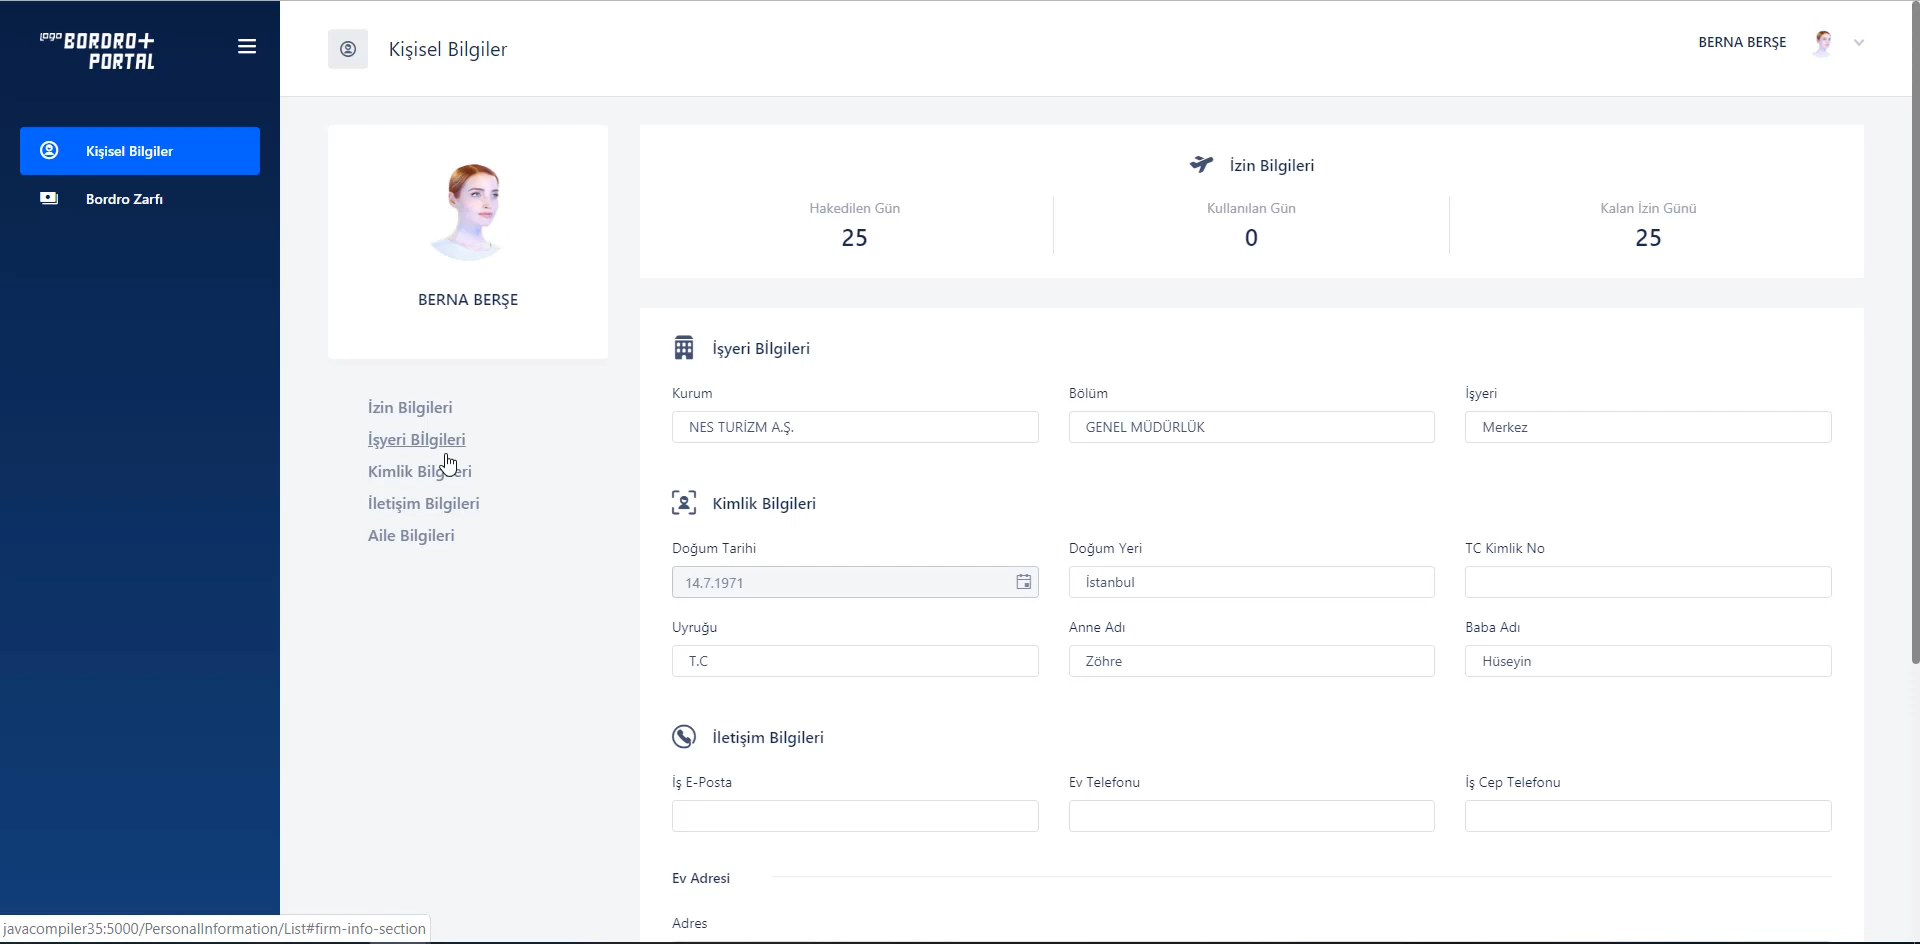 logo BORDRO+
PORTAL
Kişisel Bilgiler
Bordro Zarfı
Kişisel Bilgiler
BERNA BERŞE
BERNA BERŞE
İzin Bilgileri
İşyeri Bİlgileri
Kimlik Bilgileri
İletişim Bilgileri
Aile Bilgileri
İzin Bilgileri
Hakedilen Gün
25
Kullanılan Gün
0
Kalan İzin Günü
25
İşyeri Bİlgileri
Kurum
Bölüm
İşyeri
NES TURİZM A.Ş.
GENEL MÜDÜRLÜK
Merkez
Kimlik Bilgileri
Doğum Tarihi
Doğum Yeri
TC Kimlik No
14.7.1971
İstanbul
Uyruğu
Anne Adı
Baba Adı
T.C
Zöhre
Hüseyin
İletişim Bilgileri
İş E-Posta
Ev Telefonu
İş Cep Telefonu
Ev Adresi
Adres
javacompiler35:5000/PersonalInformation/List#firm-info-section